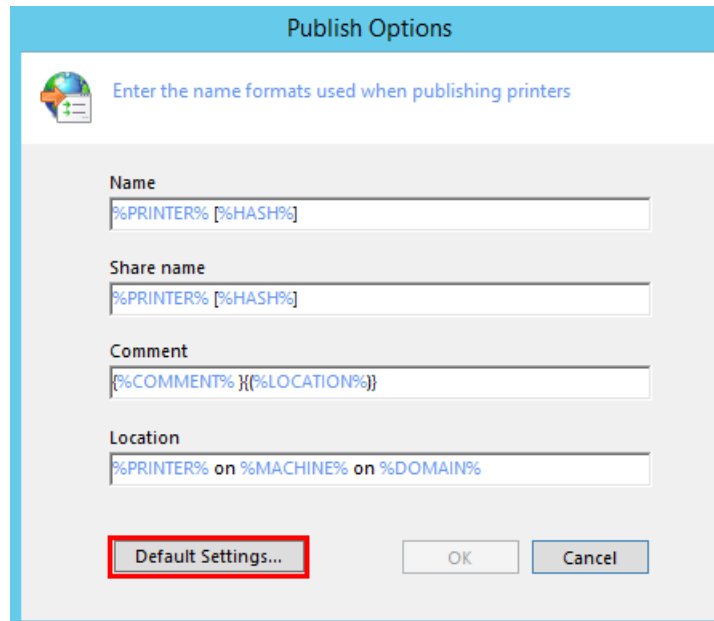 Publish Options
Enter the name formats used when publishing printers
Name
%PRINTER% [%HASH%]
Share name
%PRINTER% [%HASH%]
Comment
{%COMMENT% }{(%LOCATION%)}
Location
%PRINTER% on %MACHINE% on %DOMAIN%
Default Settings... OK Cancel